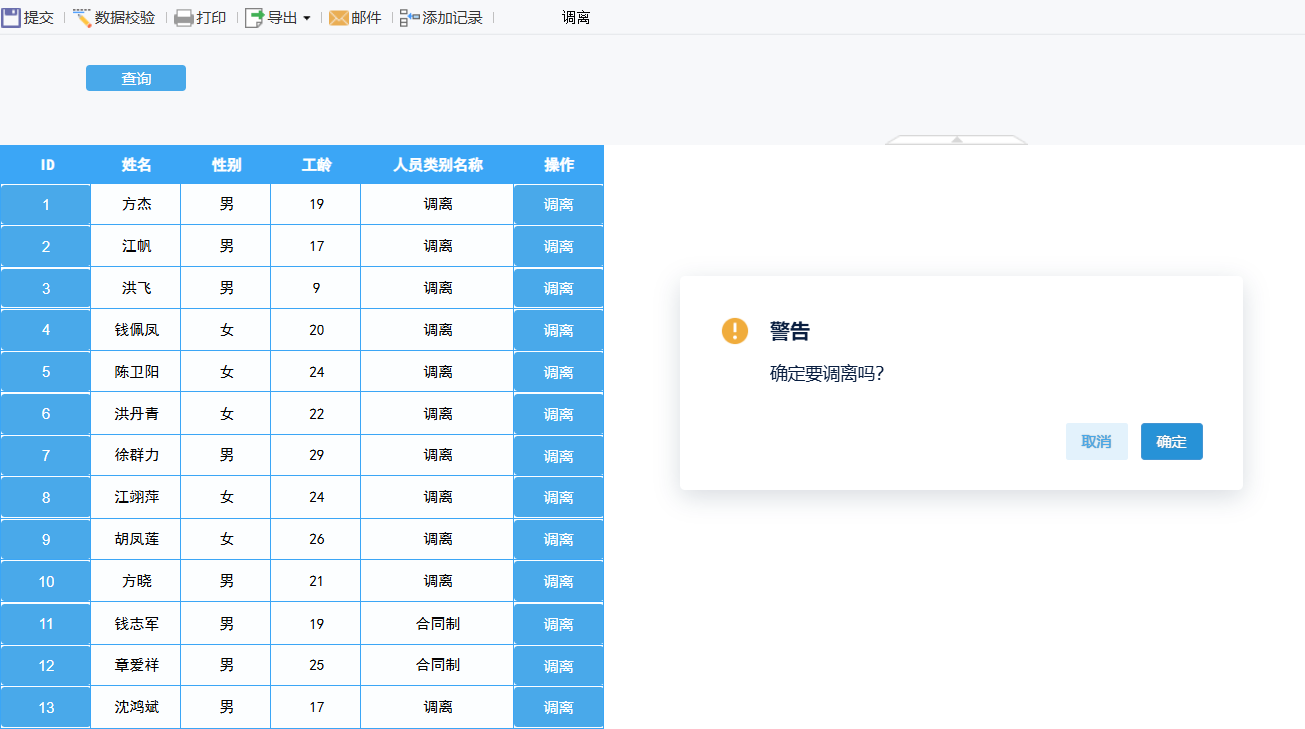 提交 数据校验 打印 导出 邮件 添加记录 调离
查询
ID 姓名 性别 工龄 人员类别名称 操作
1 方杰 男 19 调离 调离
2 江帆 男 17 调离 调离
3 洪飞 男 9 调离 调离
4 钱佩凤 女 20 调离 调离
5 陈卫阳 女 24 调离 调离
6 洪丹青 女 22 调离 调离
7 徐群力 男 29 调离 调离
8 江翊萍 女 24 调离 调离
9 胡凤莲 女 26 调离 调离
10 方晓 男 21 调离 调离
11 钱志军 男 19 合同制 调离
12 章爱祥 男 25 合同制 调离
13 沈鸿斌 男 17 调离 调离
警告
确定要调离吗?
取消 确定